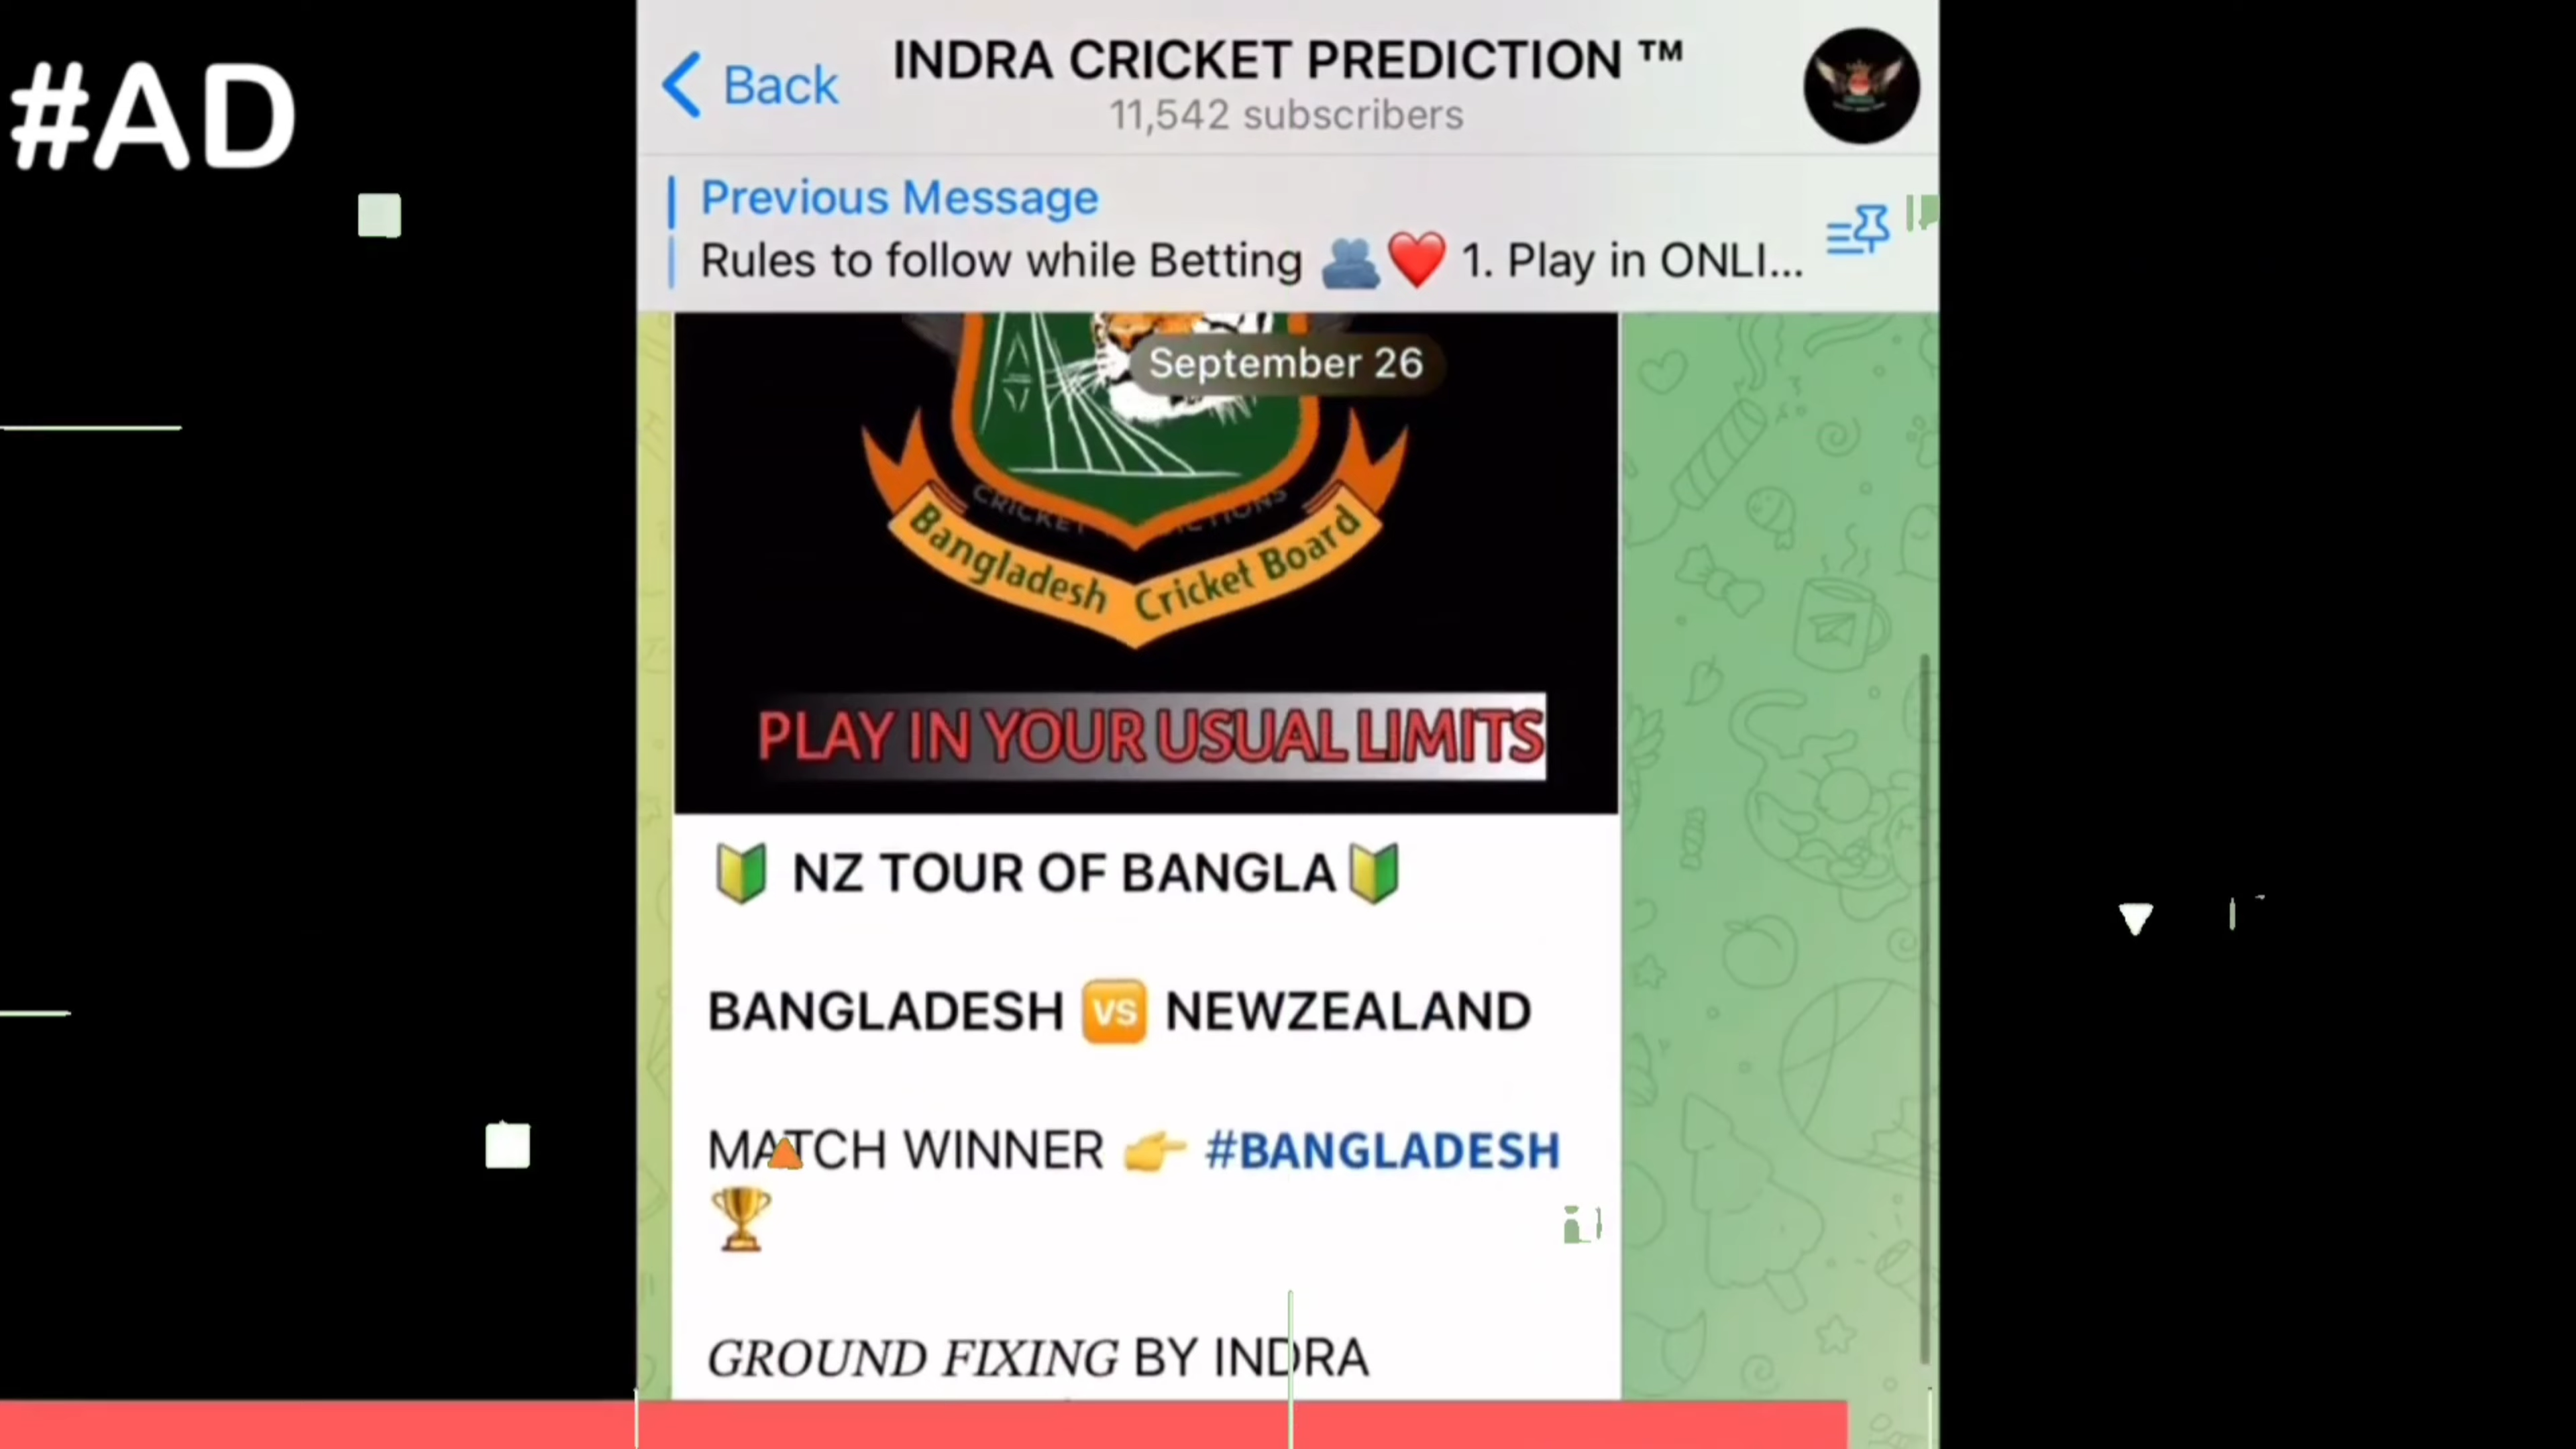 #AD
INDRA CRICKET PREDICTION ™
Back
11,542 subscribers
Previous Message
Rules to follow while Betting 👥❤️ 1. Play in ONLI...
September 26
CRICKET
Bangladesh Cricket Board
PLAY IN YOUR USUAL LIMITS
🔰 NZ TOUR OF BANGLA🔰
BANGLADESH 🆚 NEWZEALAND
MATCH WINNER 👉 #BANGLADESH
🏆
GROUND FIXING BY INDRA